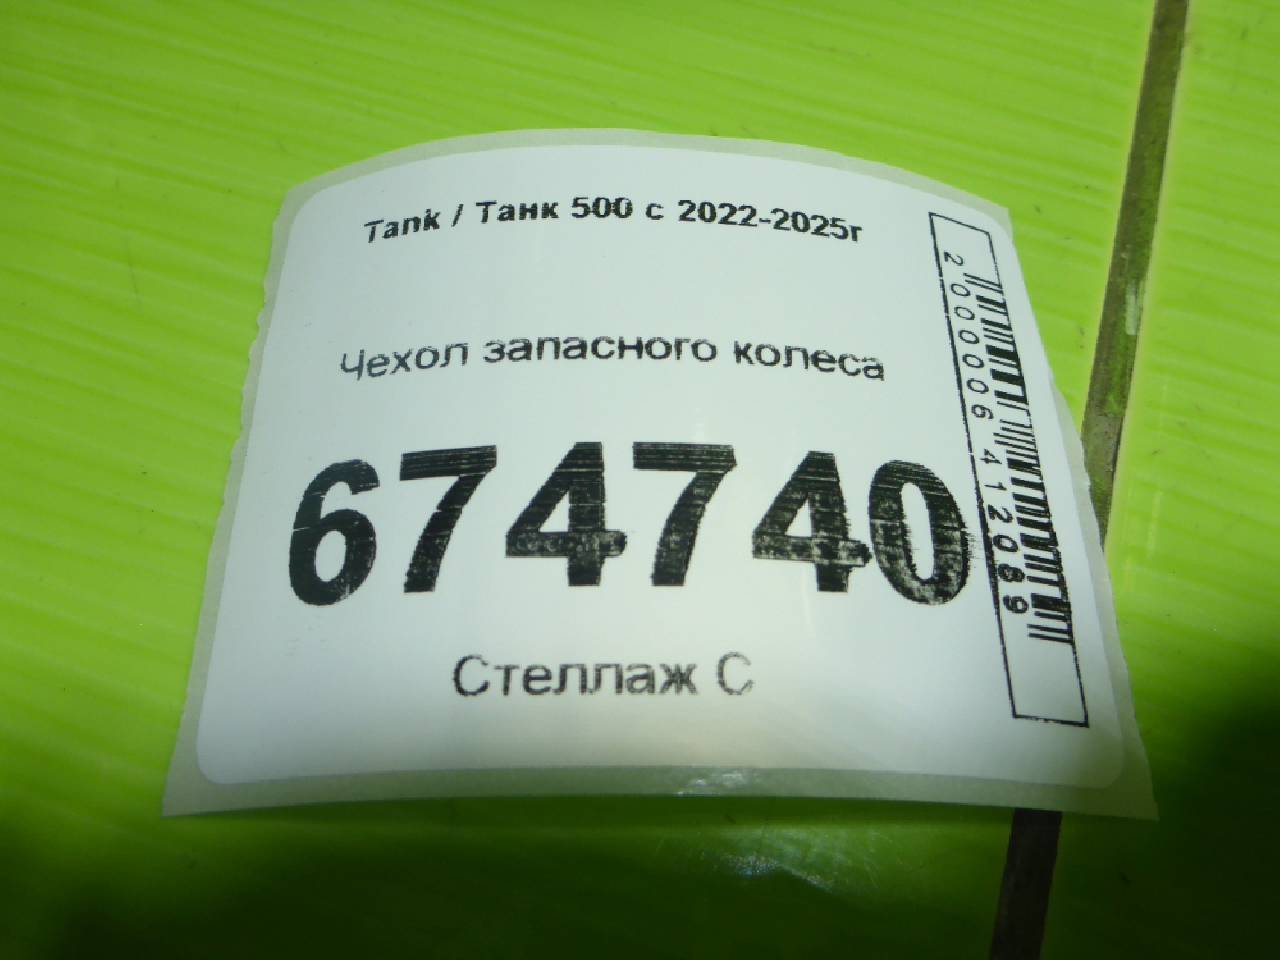 Tank / Танк 500 с 2022-2025г
Чехол запасного колеса
674740
Стеллаж С
2000006412089